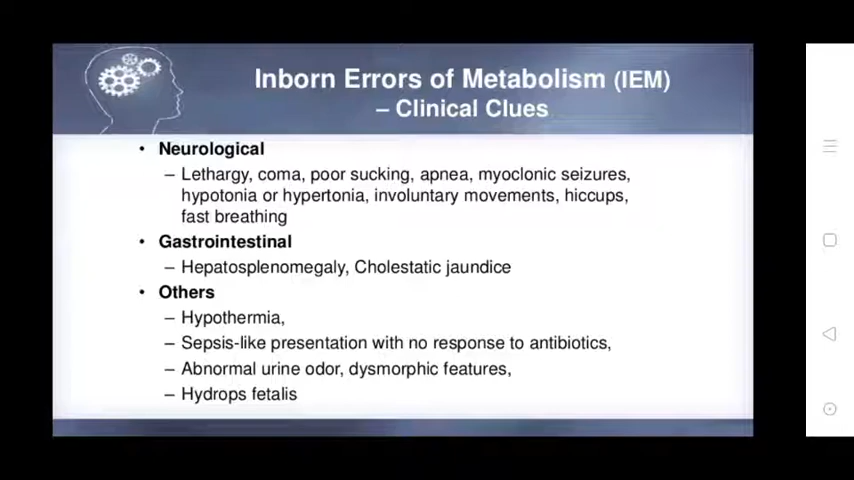 Inborn Errors of Metabolism (IEM)
– Clinical Clues
• Neurological
– Lethargy, coma, poor sucking, apnea, myoclonic seizures,
hypotonia or hypertonia, involuntary movements, hiccups,
fast breathing
• Gastrointestinal
– Hepatosplenomegaly, Cholestatic jaundice
• Others
– Hypothermia,
– Sepsis-like presentation with no response to antibiotics,
– Abnormal urine odor, dysmorphic features,
– Hydrops fetalis